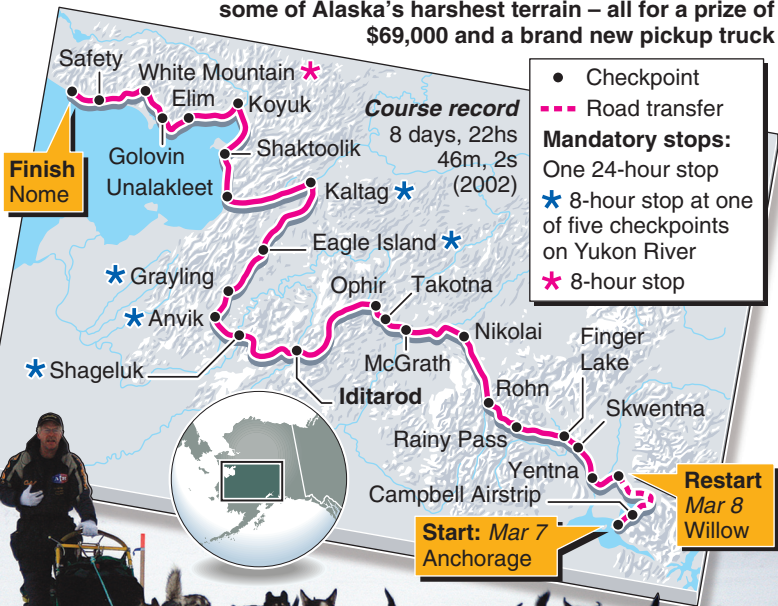 some of Alaska's harshest terrain – all for a prize of
$69,000 and a brand new pickup truck
Safety
White Mountain *
Elim
Koyuk
Golovin
Shaktoolik
Unalakleet
Finish
Nome
Course record
8 days, 22hs
46m, 2s
(2002)
Checkpoint
Road transfer
Mandatory stops:
One 24-hour stop
* 8-hour stop at one
of five checkpoints
on Yukon River
* 8-hour stop
Kaltag *
Eagle Island *
* Grayling
* Anvik
* Shageluk
Ophir
Takotna
McGrath
Nikolai
Iditarod
Finger
Lake
Rohn
Skwentna
Rainy Pass
Yentna
Campbell Airstrip
Restart
Mar 8
Willow
Start: Mar 7
Anchorage